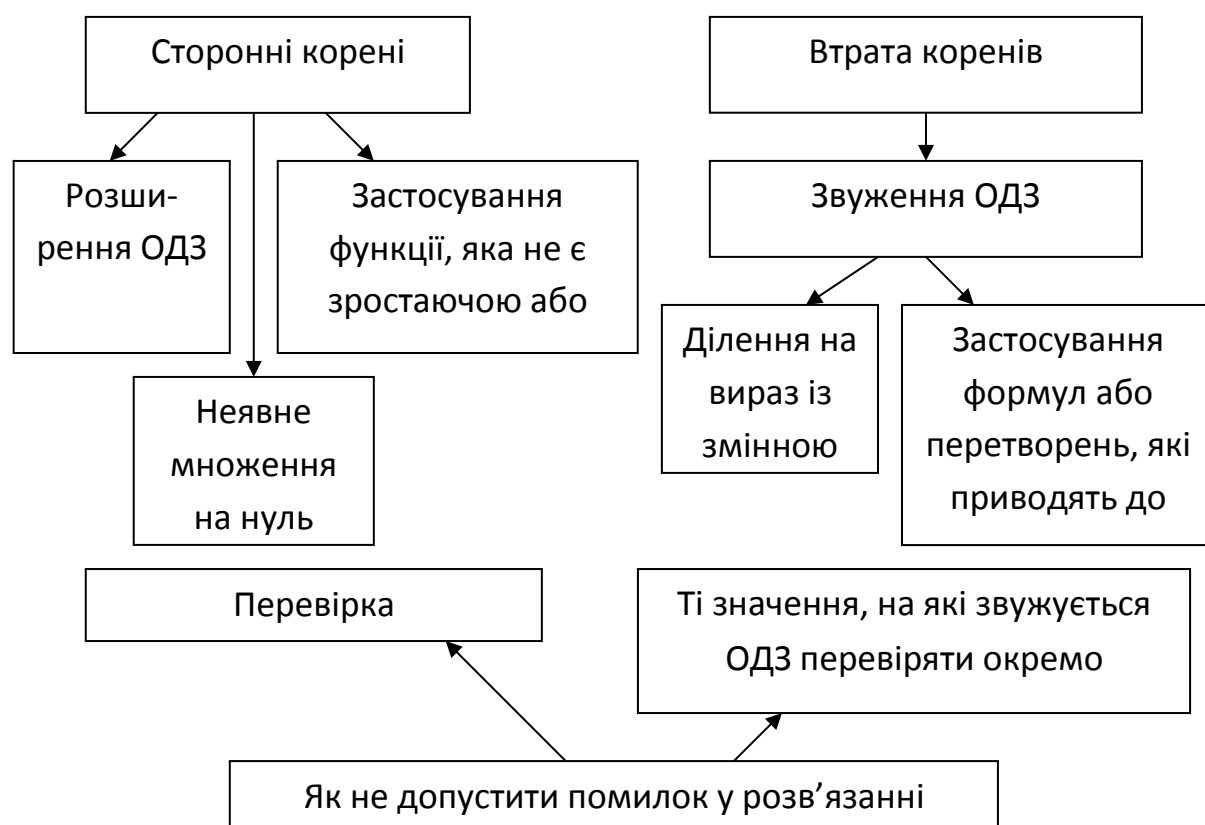 Сторонні корені
Втрата коренів
Розши-
рення ОДЗ
Застосування
функції, яка не є
зростаючою або
Звуження ОДЗ
Неявне
множення
на нуль
Ділення на
вираз із
змінною
Застосування
формул або
перетворень, які
приводять до
Перевірка
Ті значення, на які звужується
ОДЗ перевіряти окремо
Як не допустити помилок у розв’язанні